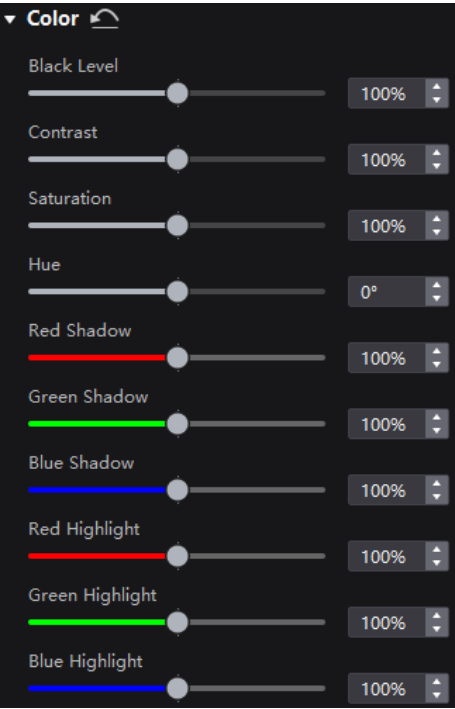 Color
Black Level
100%
Contrast
100%
Saturation
100%
Hue
0°
Red Shadow
100%
Green Shadow
100%
Blue Shadow
100%
Red Highlight
100%
Green Highlight
100%
Blue Highlight
100%